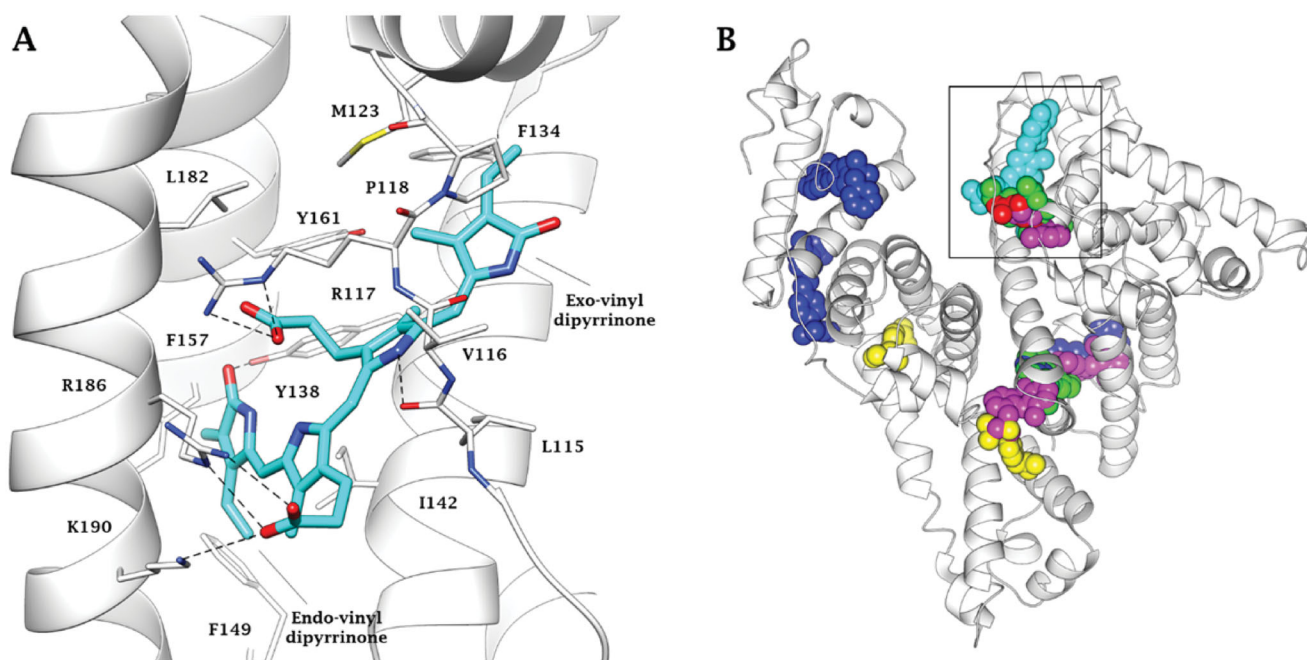 A
B
M123
F134
L182
P118
Y161
R117
Exo-vinyl
dipyrrinone
F157
V116
R186
Y138
L115
I142
K190
Endo-vinyl
dipyrrinone
F149